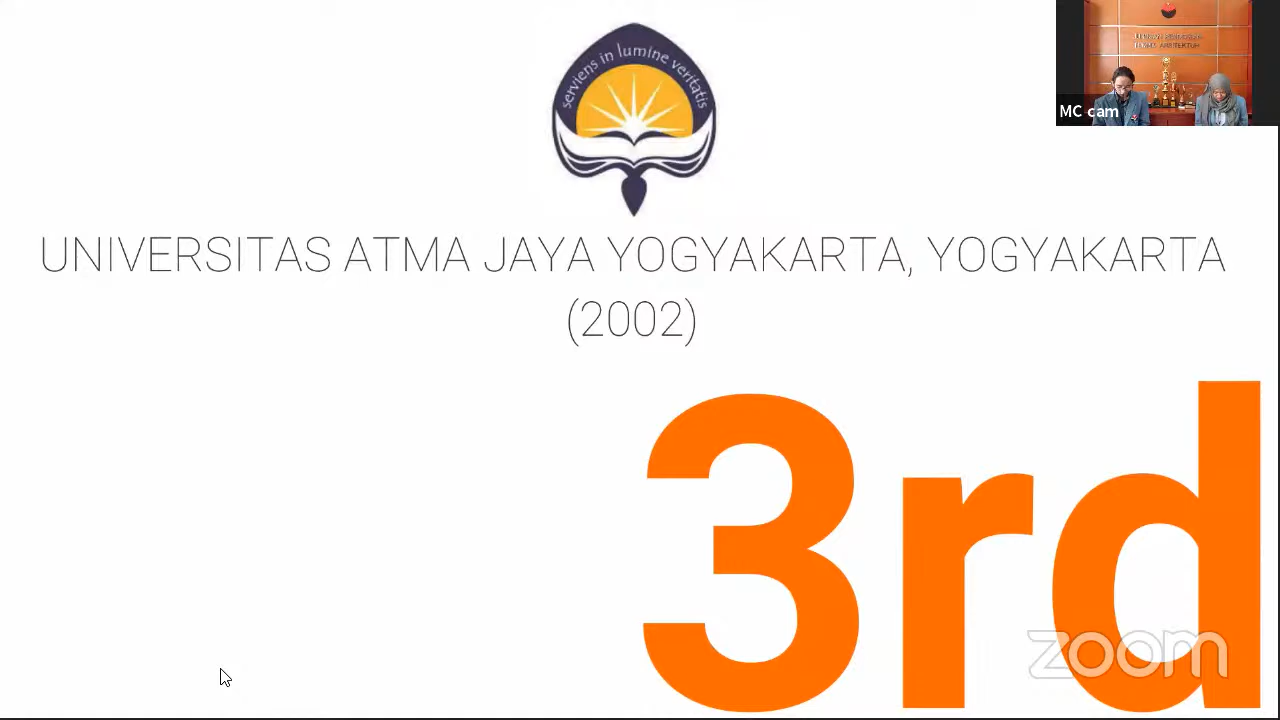 serviens in lumine veritatis
MC cam
UNIVERSITAS ATMA JAYA YOGYAKARTA, YOGYAKARTA
(2002)
3rd
zoom